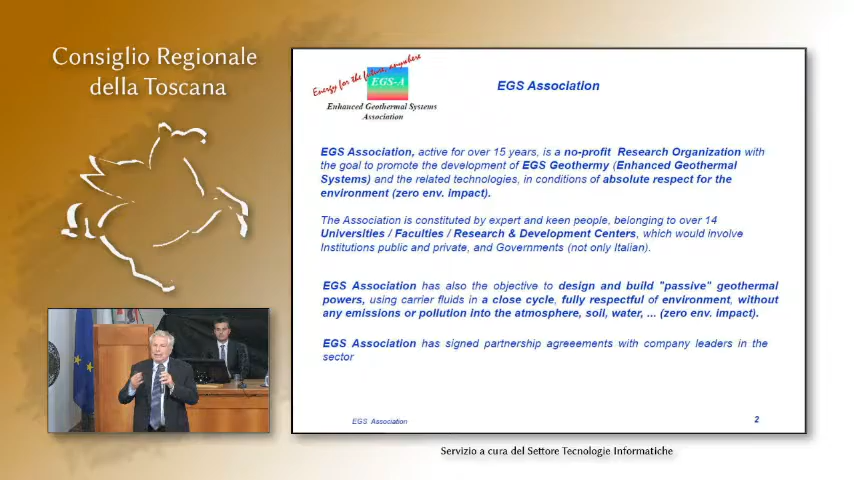 Consiglio Regionale
della Toscana
Energy for the future, anywhere
EGS-A
Enhanced Geothermal Systems
Association
EGS Association
EGS Association, active for over 15 years, is a no-profit Research Organization with
the goal to promote the development of EGS Geothermy (Enhanced Geothermal
Systems) and the related technologies, in conditions of absolute respect for the
environment (zero env. impact).
The Association is constituted by expert and keen people, belonging to over 14
Universities / Faculties / Research & Development Centers, which would involve
Institutions public and private, and Governments (not only Italian).
EGS Association has also the objective to design and build "passive" geothermal
powers, using carrier fluids in a close cycle, fully respectful of environment, without
any emissions or pollution into the atmosphere, soil, water, ... (zero env. impact).
EGS Association has signed partnership agreeements with company leaders in the
sector
EGS Association
2
Servizio a cura del Settore Tecnologie Informatiche